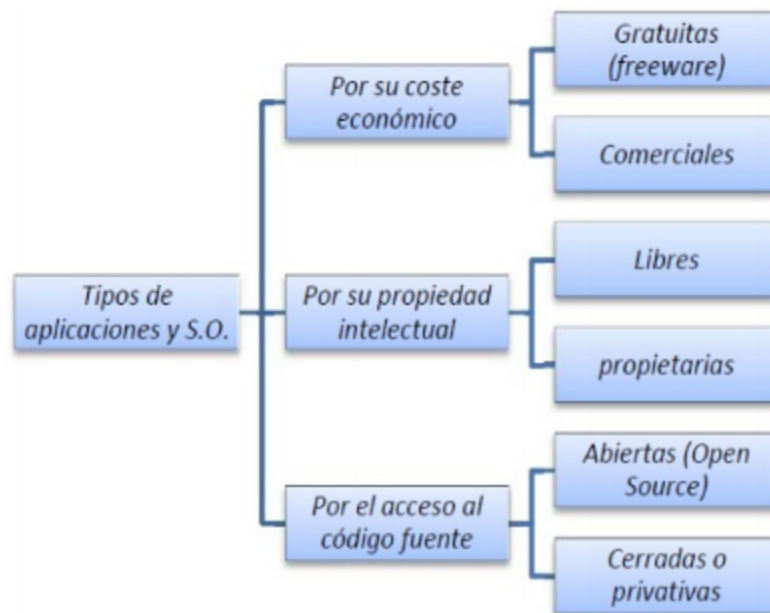 Tipos de
aplicaciones y S.O.
Por su coste
económico
Gratuitas
(freeware)
Comerciales
Por su propiedad
intelectual
Libres
propietarias
Por el acceso al
código fuente
Abiertas (Open
Source)
Cerradas o
privativas